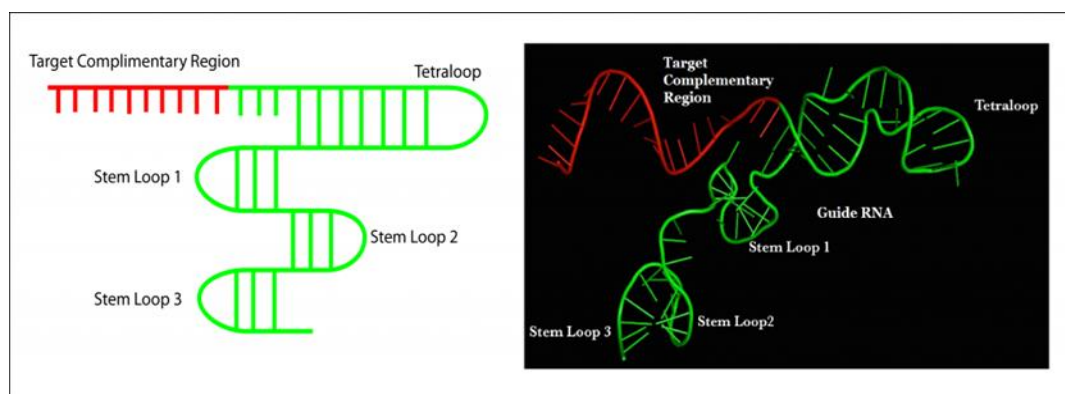 Target Complimentary Region
Tetraloop
Stem Loop 1
Stem Loop 2
Stem Loop 3
Target
Complementary
Region
Tetraloop
Guide RNA
Stem Loop 1
Stem Loop2
Stem Loop 3